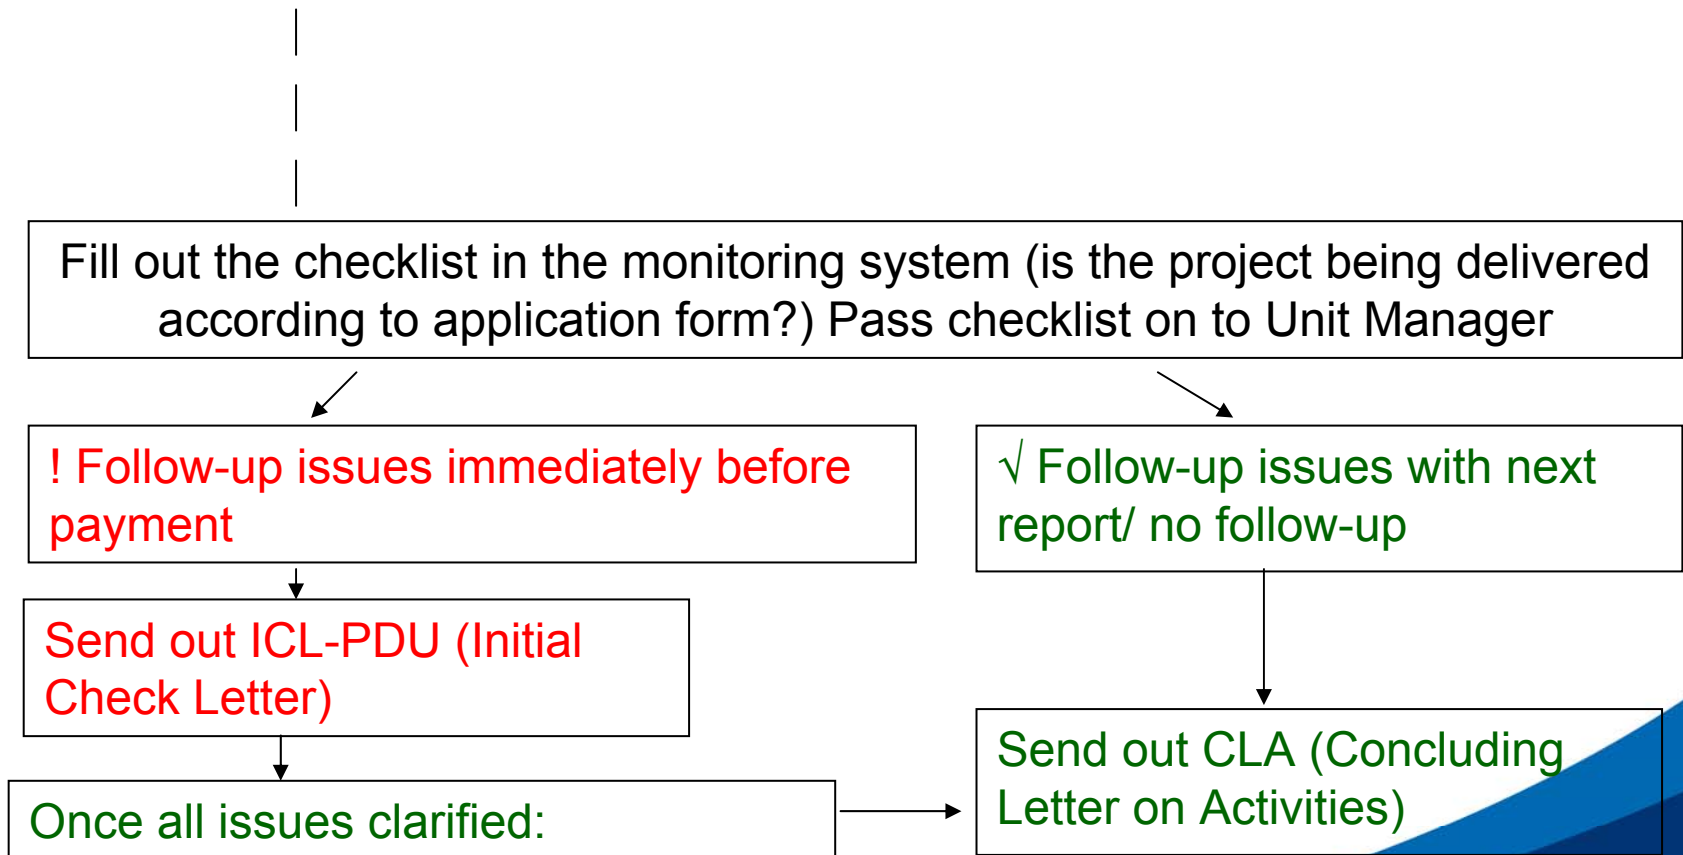 Fill out the checklist in the monitoring system (is the project being delivered
according to application form?) Pass checklist on to Unit Manager
! Follow-up issues immediately before
payment
√ Follow-up issues with next
report/ no follow-up
Send out ICL-PDU (Initial
Check Letter)
Send out CLA (Concluding
Letter on Activities)
Once all issues clarified: